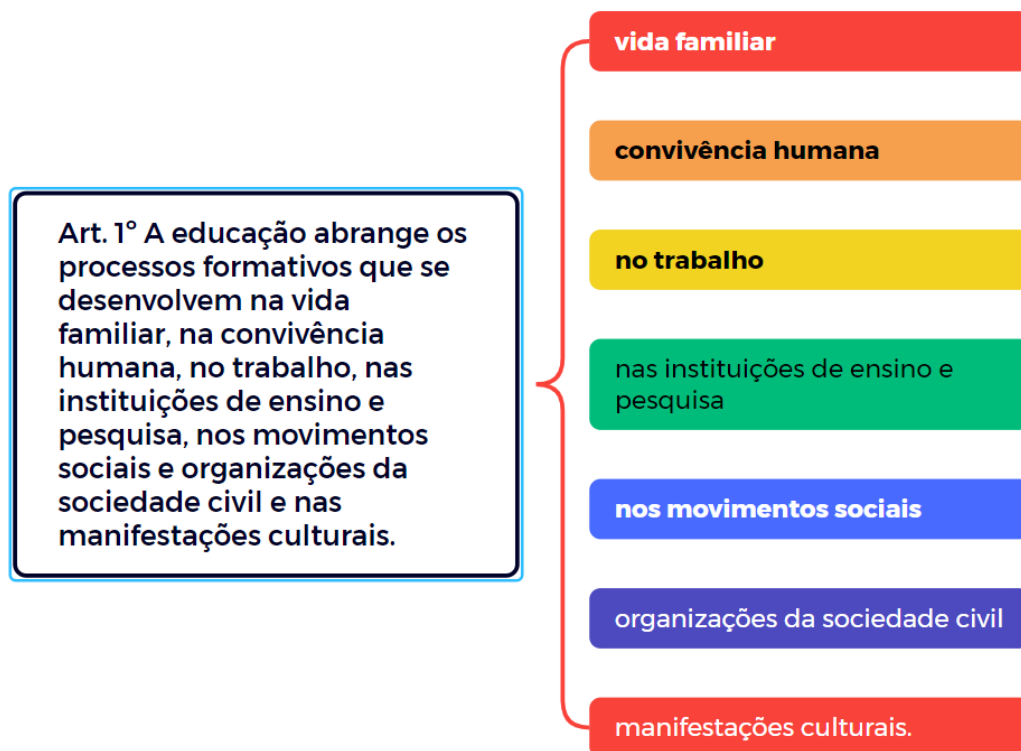 Art. 1º A educação abrange os
processos formativos que se
desenvolvem na vida
familiar, na convivência
humana, no trabalho, nas
instituições de ensino e
pesquisa, nos movimentos
sociais e organizações da
sociedade civil e nas
manifestações culturais.
vida familiar
convivência humana
no trabalho
nas instituições de ensino e
pesquisa
nos movimentos sociais
organizações da sociedade civil
manifestações culturais.